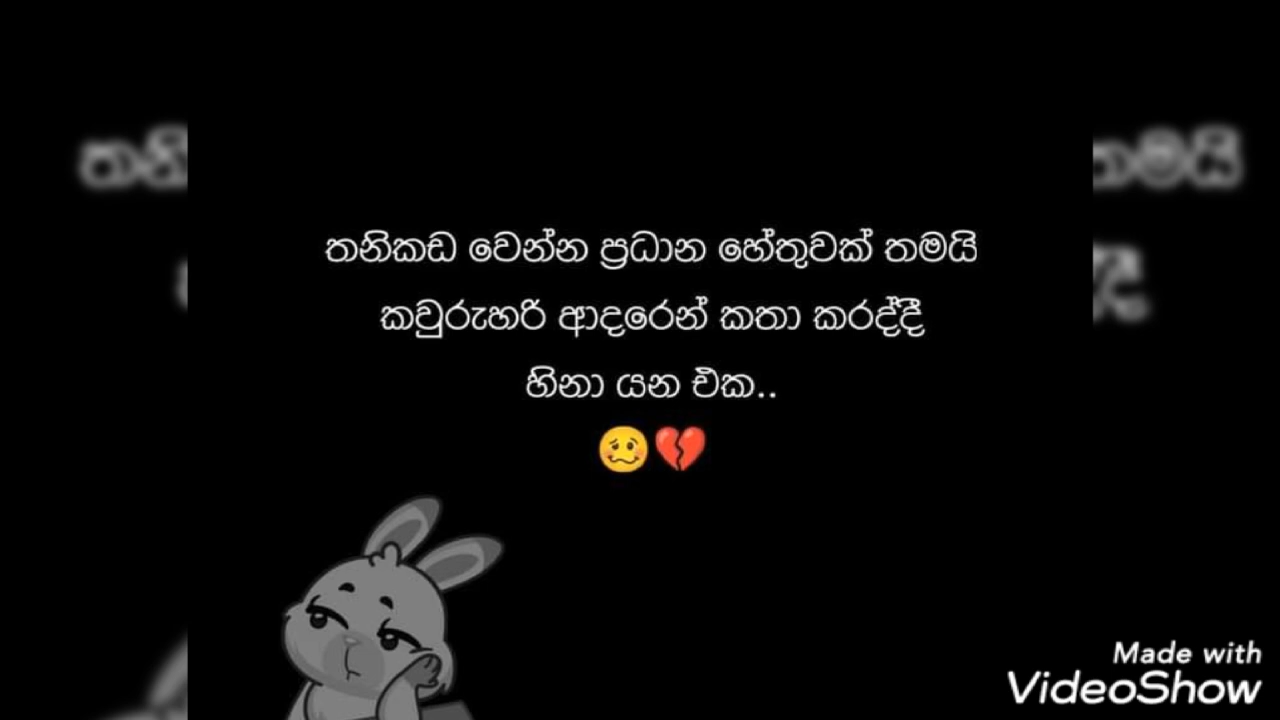 තනිකඩ වෙන්න ප්‍රධාන හේතුවක් තමයි
කවුරුහරි ආදරෙන් කතා කරද්දී
හිනා යන එක..
🥴💔
Made with
VideoShow